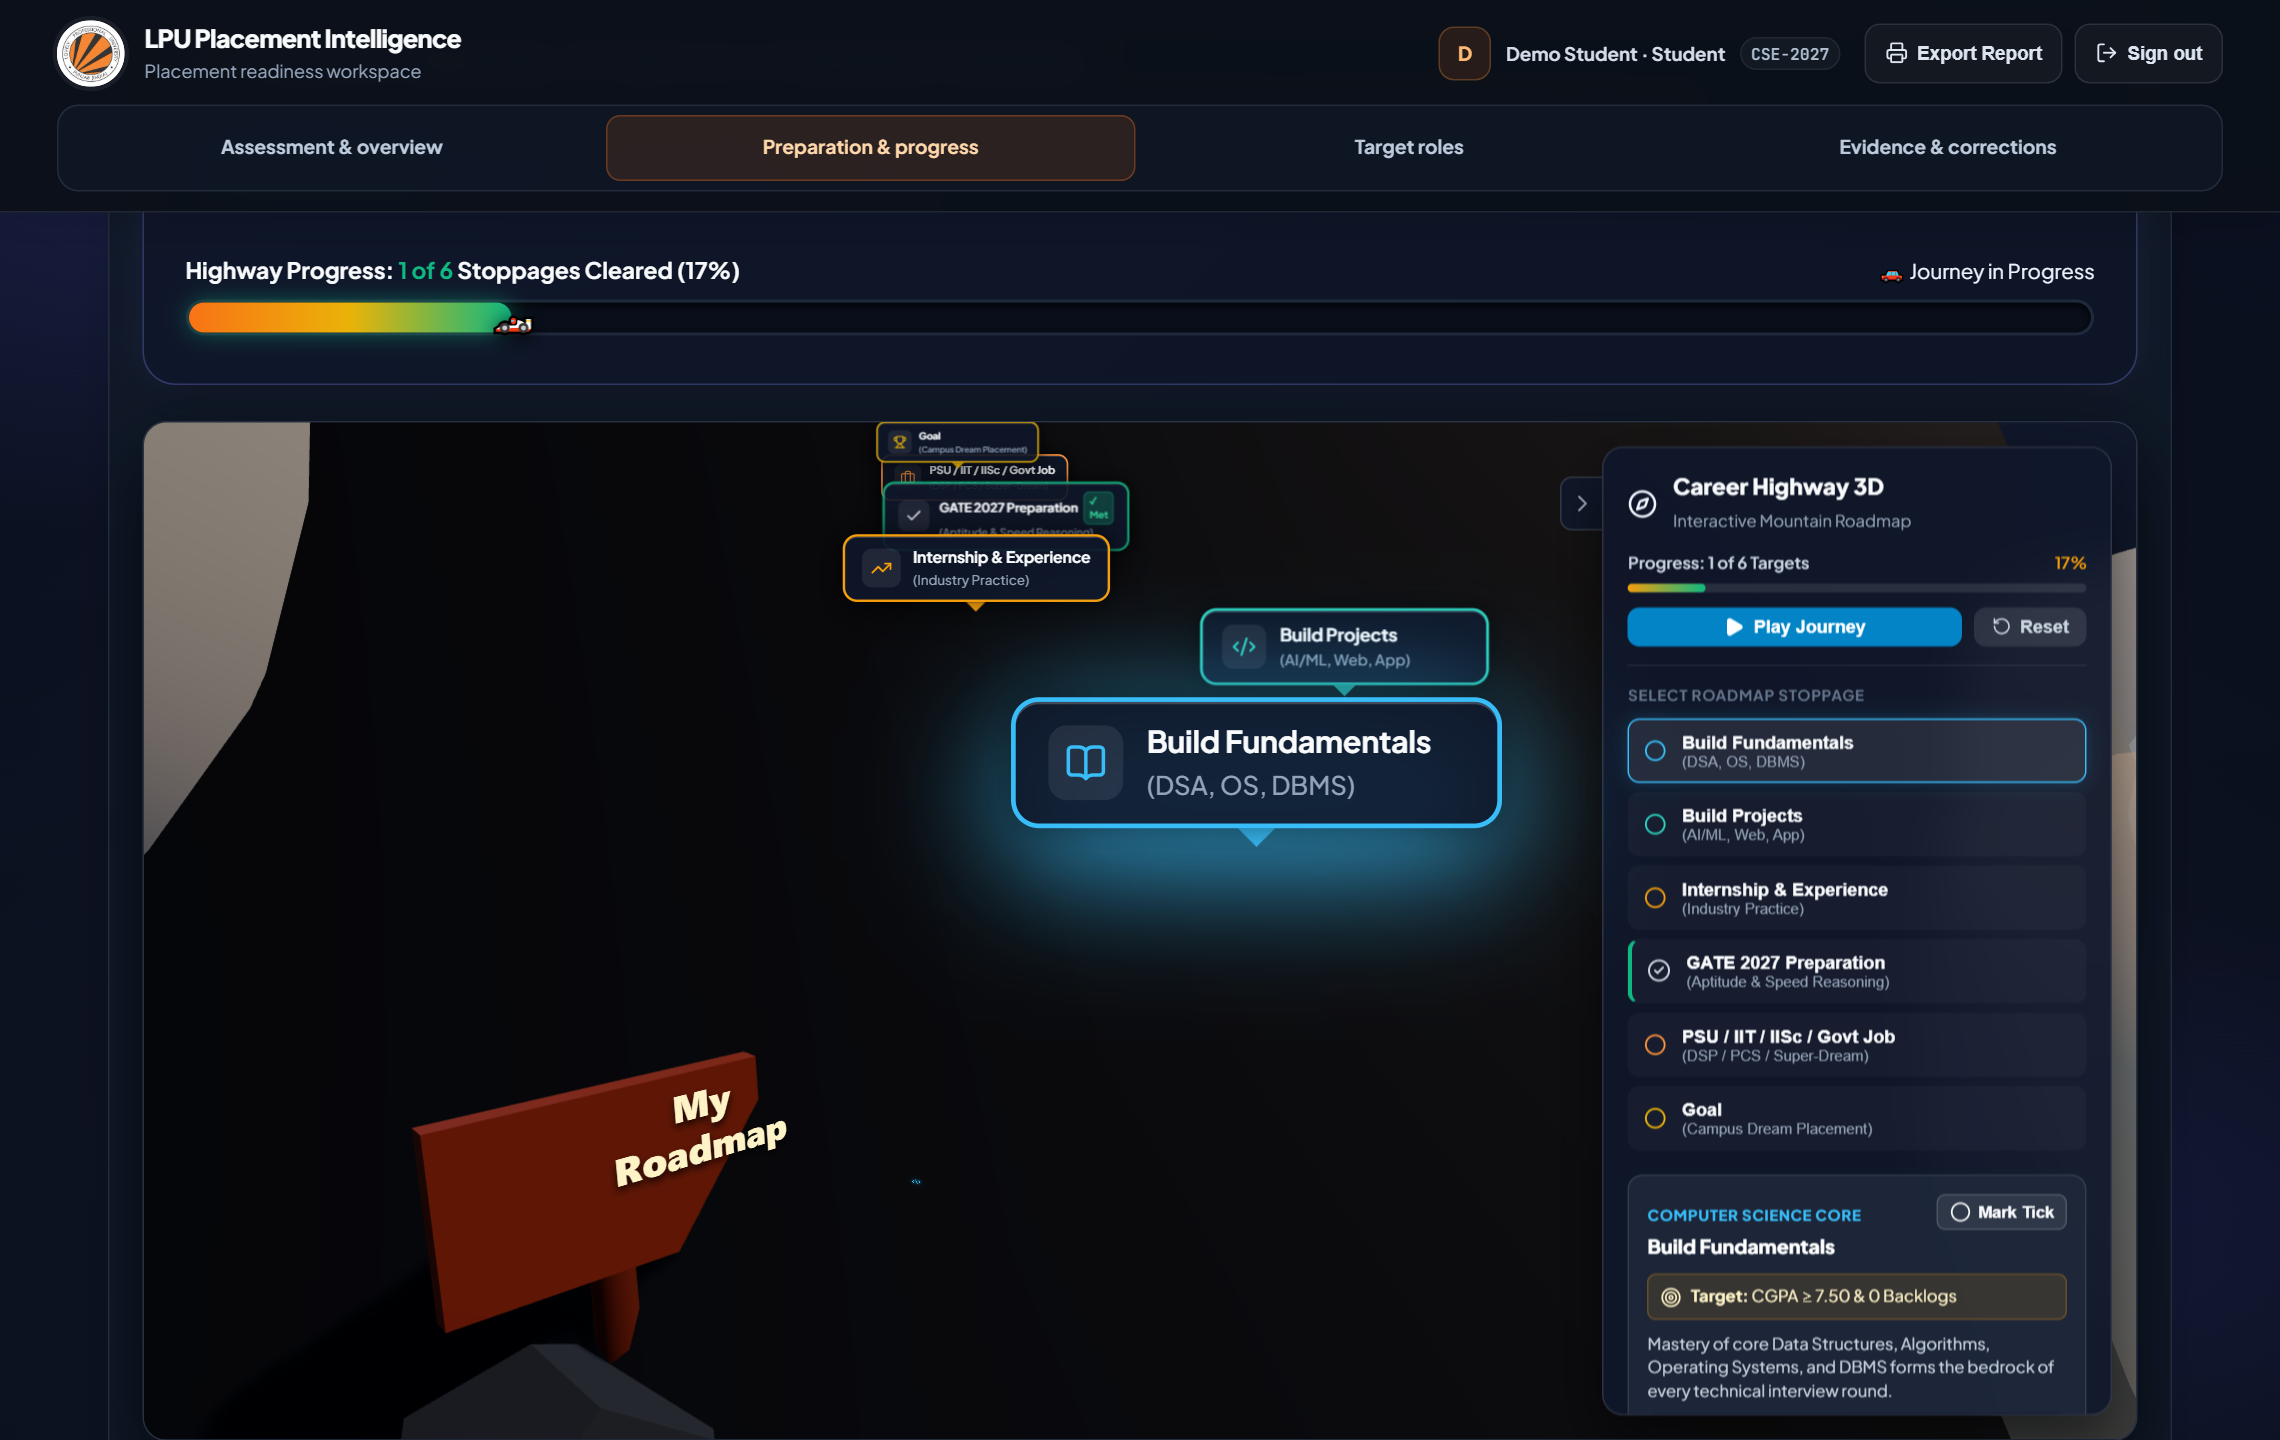 LPU Placement Intelligence
Placement readiness workspace
D
Demo Student · Student
CSE-2027
Export Report
Sign out
Assessment & overview
Preparation & progress
Target roles
Evidence & corrections
Highway Progress: 1 of 6 Stoppages Cleared (17%)
Journey in Progress
Goal
(Campus Dream Placement)
PSU / IIT / IISc / Govt Job
GATE 2027 Preparation
✓ Met
(Aptitude & Speed Reasoning)
Internship & Experience
(Industry Practice)
Build Projects
(AI/ML, Web, App)
Build Fundamentals
(DSA, OS, DBMS)
My
Roadmap
Career Highway 3D
Interactive Mountain Roadmap
Progress: 1 of 6 Targets
17%
Play Journey
Reset
SELECT ROADMAP STOPPAGE
Build Fundamentals
(DSA, OS, DBMS)
Build Projects
(AI/ML, Web, App)
Internship & Experience
(Industry Practice)
GATE 2027 Preparation
(Aptitude & Speed Reasoning)
PSU / IIT / IISc / Govt Job
(DSP / PCS / Super-Dream)
Goal
(Campus Dream Placement)
COMPUTER SCIENCE CORE
Mark Tick
Build Fundamentals
Target: CGPA ≥ 7.50 & 0 Backlogs
Mastery of core Data Structures, Algorithms,
Operating Systems, and DBMS forms the bedrock of
every technical interview round.